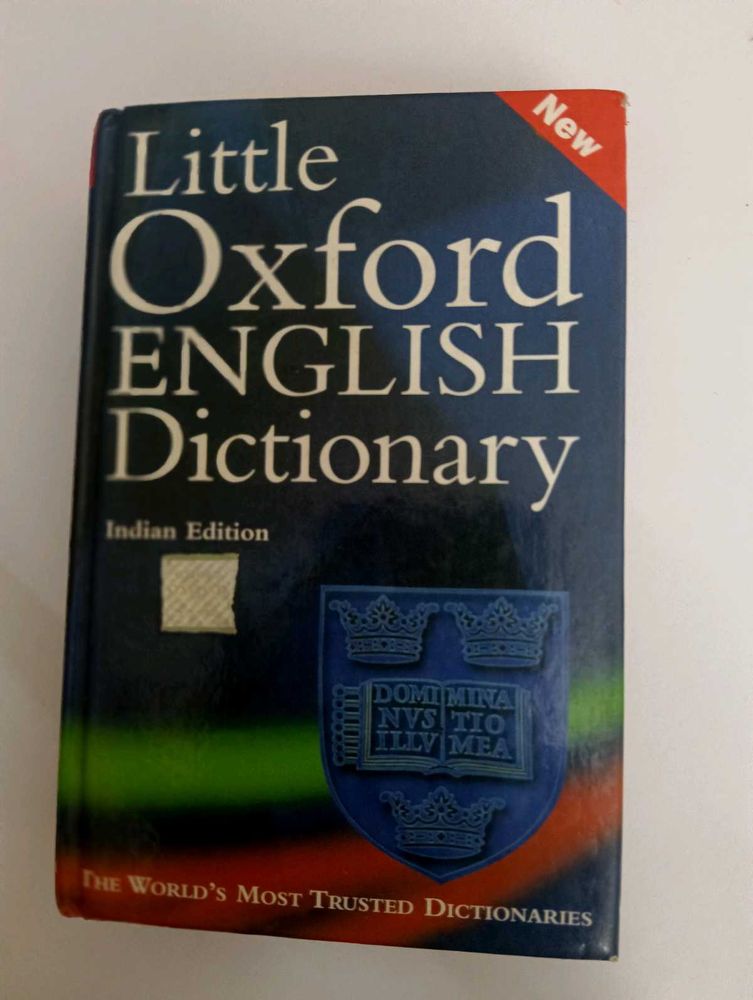 New
Little
Oxford
ENGLISH
Dictionary
Indian Edition
DOMI MINA
NVS TIO
ILLV MEA
THE WORLD'S MOST TRUSTED DICTIONARIES